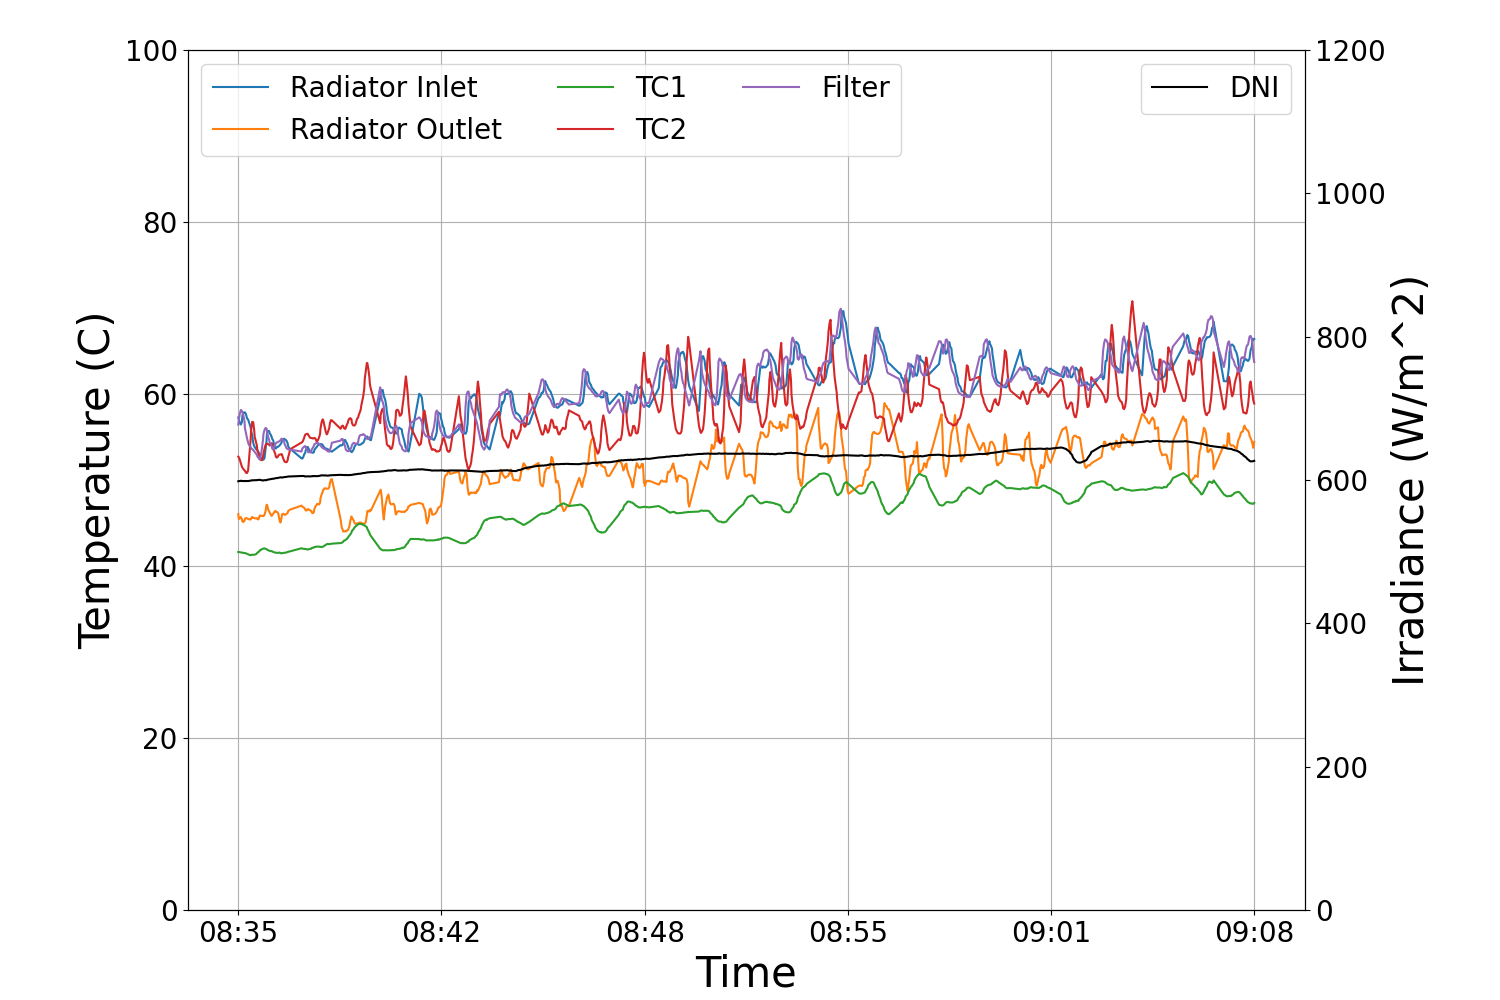 100
80
60
40
20
0
Temperature (C)
Radiator Inlet
Radiator Outlet
TC1
TC2
Filter
DNI
1200
1000
800
600
400
200
0
Irradiance (W/m^2)
08:35 08:42 08:48 08:55 09:01 09:08
Time